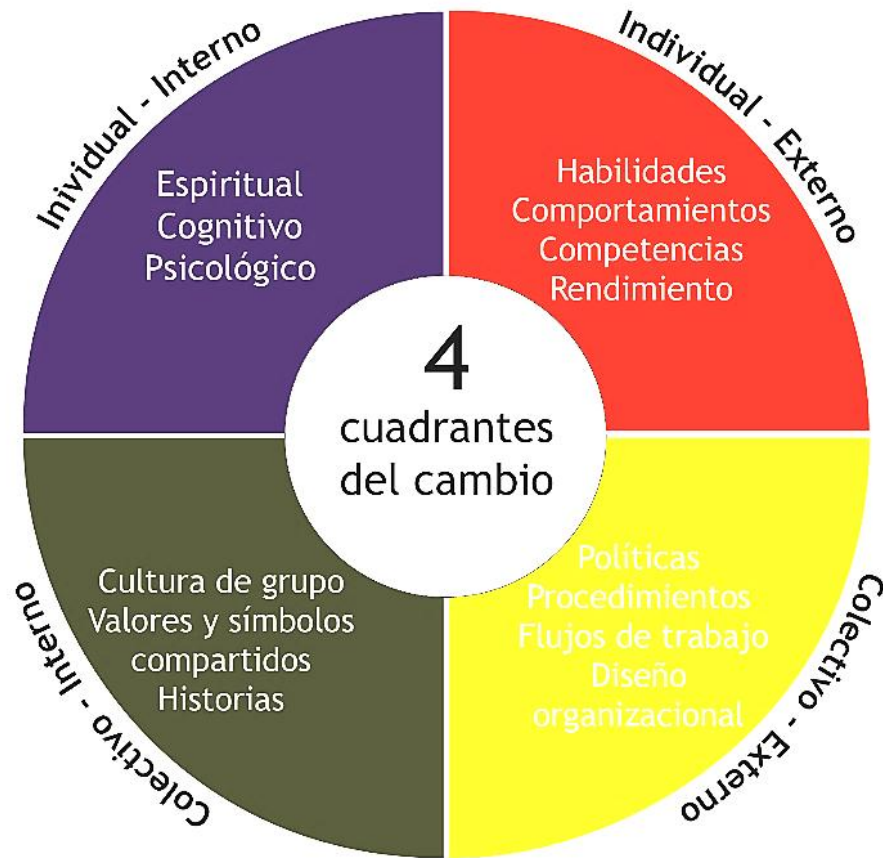 Inividual - Interno
Individual - Externo
Espiritual
Cognitivo
Psicológico
Habilidades
Comportamientos
Competencias
Rendimiento
4
cuadrantes
del cambio
Cultura de grupo
Valores y símbolos
compartidos
Historias
Políticas
Procedimientos
Flujos de trabajo
Diseño
organizacional
Colectivo - Interno
Colectivo - Externo